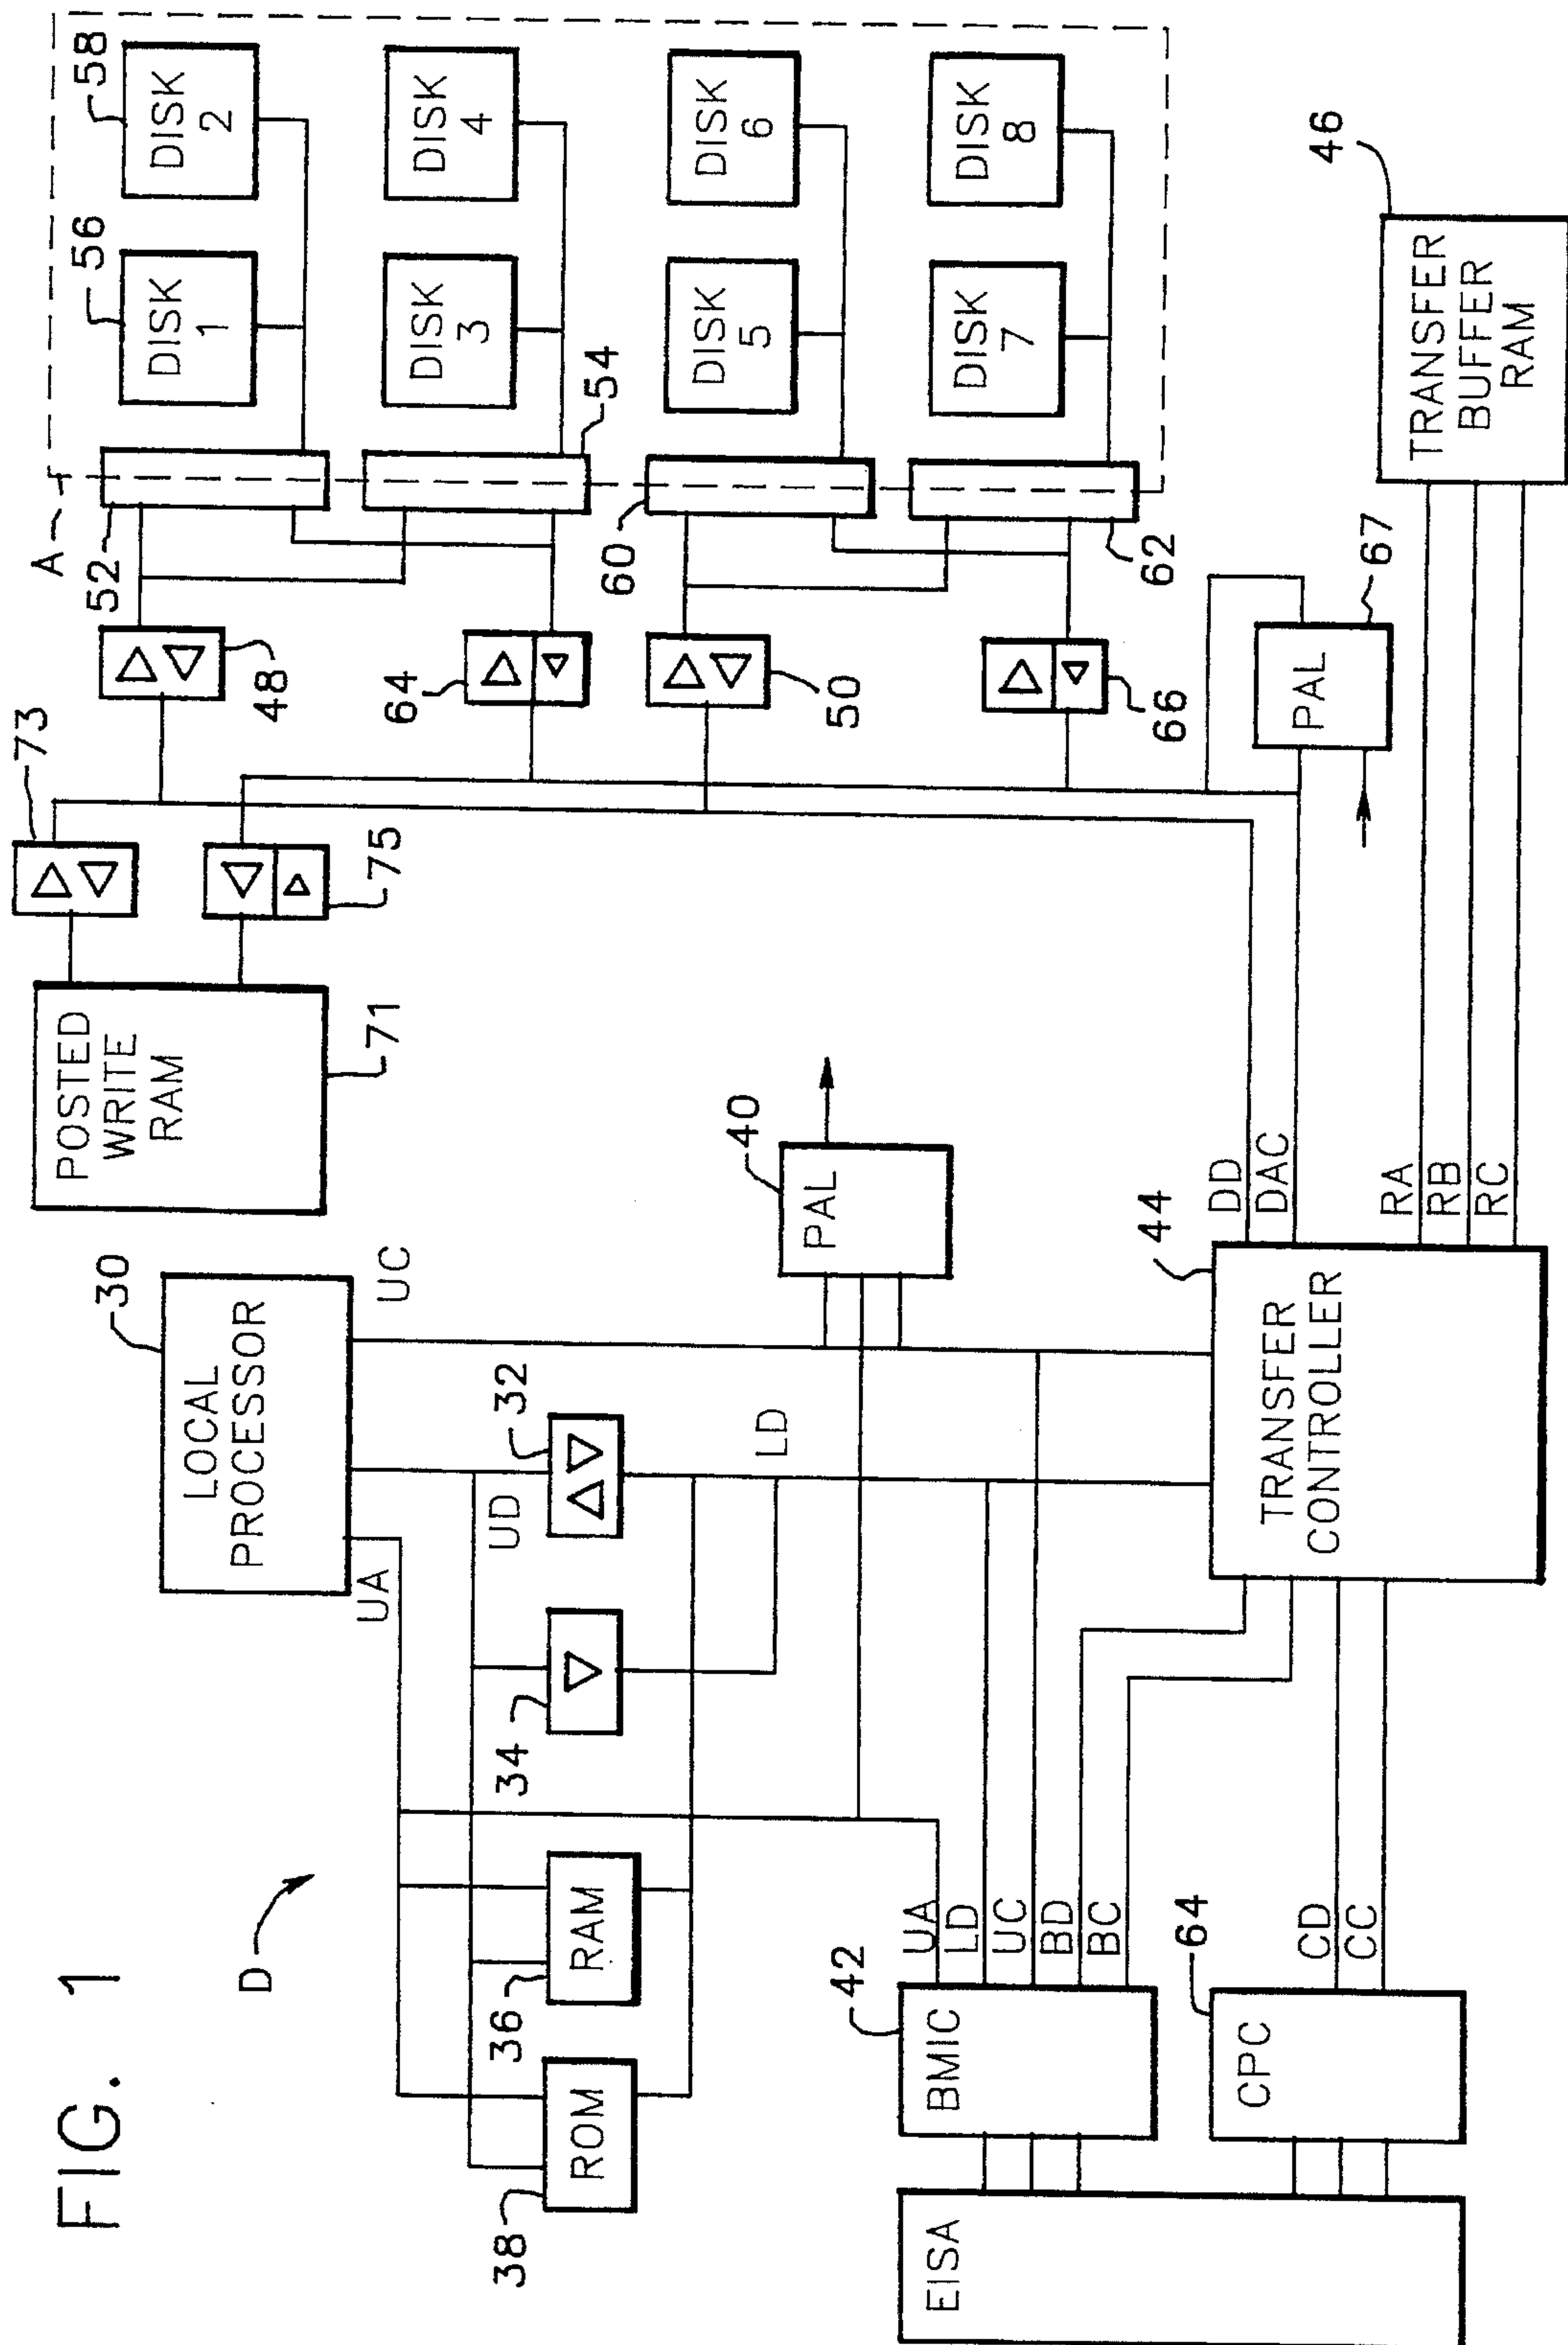 FIG. 1
D
30
LOCAL
PROCESSOR
UA
UC
UD
32
34
LD
36
RAM
38
ROM
40
PAL
42
BMIC
UA
LD
UC
BD
BC
64
CPC
CD
CC
EISA
44
TRANSFER
CONTROLLER
DD
DAC
RA
RB
RC
POSTED
WRITE
RAM
71
73
75
48
64
50
66
A
52
54
60
62
56
DISK
1
58
DISK
2
DISK
3
DISK
4
DISK
5
DISK
6
DISK
7
DISK
8
PAL
67
46
TRANSFER
BUFFER
RAM